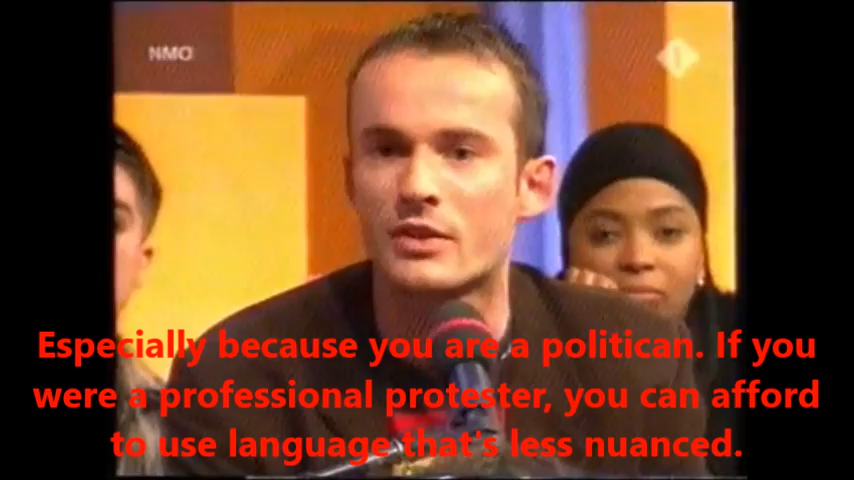 NMO
1
Especially because you are a politican. If you
were a professional protester, you can afford
to use language that's less nuanced.